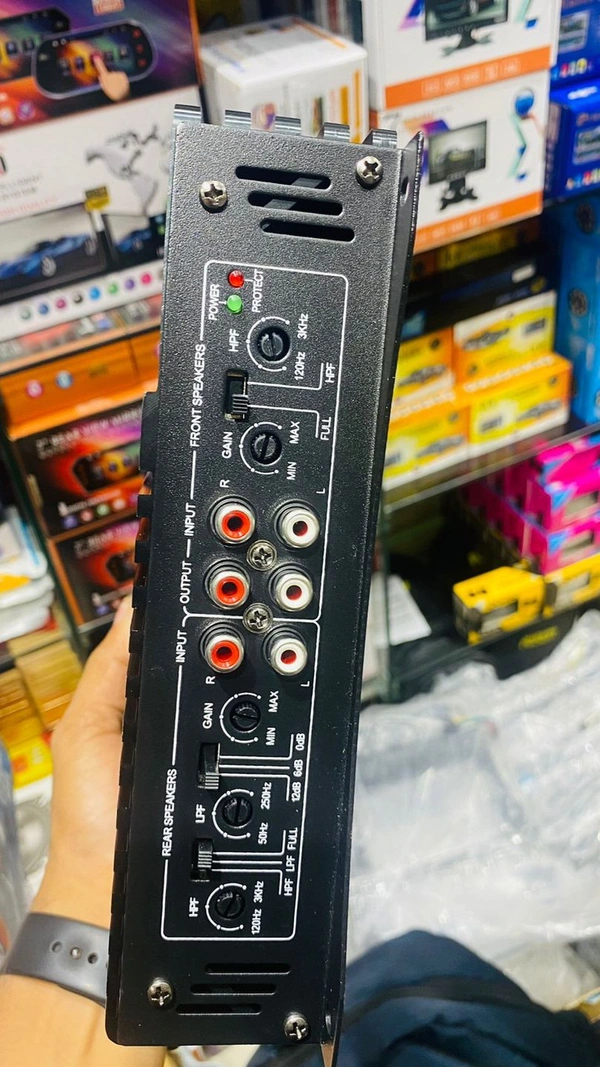 POWER
PROTECT
FRONT SPEAKERS
HPF
120Hz
3KHz
FULL
HPF
GAIN
MIN
MAX
INPUT
R
L
OUTPUT
INPUT
R
L
REAR SPEAKERS
GAIN
MIN
MAX
12dB 6dB 0dB
LPF
50Hz
250Hz
HPF LPF FULL
HPF
120Hz
3KHz